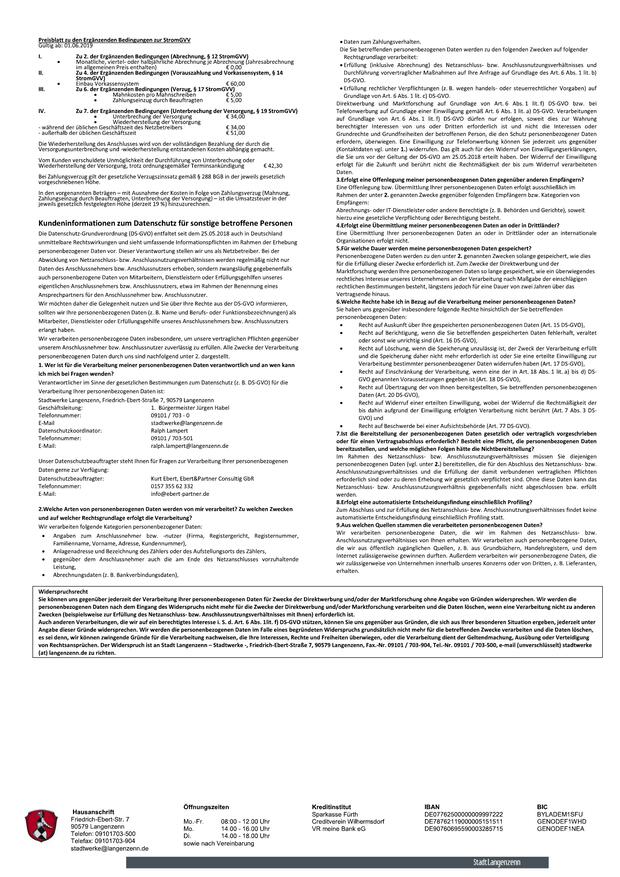 Preisblatt zu den Ergänzenden Bedingungen zur StromGVV
Gültig ab: 01.06.2019
I. Zu 2. der Ergänzenden Bedingungen (Abrechnung, § 12 StromGVV)
• Monatliche, viertel- oder halbjährliche Abrechnung je Abrechnung (Jahresabrechnung
im allgemeinen Preis enthalten) € 0,00
II. Zu 4. der Ergänzenden Bedingungen (Vorauszahlung und Vorkassensystem, § 14
StromGVV)
• Einbau Vorkassensystem € 60,00
III. Zu 6. der Ergänzenden Bedingungen (Verzug, § 17 StromGVV)
• Mahnkosten pro Mahnschreiben € 5,00
• Zahlungseinzug durch Beauftragten € 5,00
IV. Zu 7. der Ergänzenden Bedingungen (Unterbrechung der Versorgung, § 19 StromGVV)
• Unterbrechung der Versorgung € 34,00
• Wiederherstellung der Versorgung
- während der üblichen Geschäftszeit des Netzbetreibers € 34,00
- außerhalb der üblichen Geschäftszeit € 51,00
Die Wiederherstellung des Anschlusses wird von der vollständigen Bezahlung der durch die
Versorgungsunterbrechung und -wiederherstellung entstandenen Kosten abhängig gemacht.
Vom Kunden verschuldete Unmöglichkeit der Durchführung von Unterbrechung oder
Wiederherstellung der Versorgung, trotz ordnungsgemäßer Terminsankündigung € 42,30
Bei Zahlungsverzug gilt der gesetzliche Verzugszinssatz gemäß § 288 BGB in der jeweils gesetzlich
vorgeschriebenen Höhe.
In den vorgenannten Beträgen – mit Ausnahme der Kosten in Folge von Zahlungsverzug (Mahnung,
Zahlungseinzug durch Beauftragten, Unterbrechung der Versorgung) – ist die Umsatzsteuer in der
jeweils gesetzlich festgelegten Höhe (derzeit 19 %) hinzuzurechnen.
Kundeninformationen zum Datenschutz für sonstige betroffene Personen
Die Datenschutz-Grundverordnung (DS-GVO) entfaltet seit dem 25.05.2018 auch in Deutschland
unmittelbare Rechtswirkungen und sieht umfassende Informationspflichten im Rahmen der Erhebung
personenbezogener Daten vor. Dieser Verantwortung stellen wir uns als Netzbetreiber. Bei der
Abwicklung von Netzanschluss- bzw. Anschlussnutzungsverhältnissen werden regelmäßig nicht nur
Daten des Anschlussnehmers bzw. Anschlussnutzers erhoben, sondern zwangsläufig gegebenenfalls
auch personenbezogene Daten von Mitarbeitern, Dienstleistern oder Erfüllungsgehilfen unseres
eigentlichen Anschlussnehmers bzw. Anschlussnutzers, etwa im Rahmen der Benennung eines
Ansprechpartners für den Anschlussnehmer bzw. Anschlussnutzer.
Wir möchten daher die Gelegenheit nutzen und Sie über Ihre Rechte aus der DS-GVO informieren,
sollten wir Ihre personenbezogenen Daten (z. B. Name und Berufs- oder Funktionsbezeichnungen) als
Mitarbeiter, Dienstleister oder Erfüllungsgehilfe unseres Anschlussnehmers bzw. Anschlussnutzers
erlangt haben.
Wir verarbeiten personenbezogene Daten insbesondere, um unsere vertraglichen Pflichten gegenüber
unserem Anschlussnehmer bzw. Anschlussnutzer zuverlässig zu erfüllen. Alle Zwecke der Verarbeitung
personenbezogener Daten durch uns sind nachfolgend unter 2. dargestellt.
1. Wer ist für die Verarbeitung meiner personenbezogenen Daten verantwortlich und an wen kann
ich mich bei Fragen wenden?
Verantwortlicher im Sinne der gesetzlichen Bestimmungen zum Datenschutz (z. B. DS-GVO) für die
Verarbeitung Ihrer personenbezogenen Daten ist:
Stadtwerke Langenzenn, Friedrich-Ebert-Straße 7, 90579 Langenzenn
Geschäftsleitung: 1. Bürgermeister Jürgen Habel
Telefonnummer: 09101 / 703 - 0
E-Mail stadtwerke@langenzenn.de
Datenschutzkoordinator: Ralph Lampert
Telefonnummer: 09101 / 703-501
E-Mail: ralph.lampert@langenzenn.de
Unser Datenschutzbeauftragter steht Ihnen für Fragen zur Verarbeitung Ihrer personenbezogenen
Daten gerne zur Verfügung:
Datenschutzbeauftragter: Kurt Ebert, Ebert&Partner Consultig GbR
Telefonnummer: 0157 355 62 332
E-Mail: info@ebert-partner.de
2.Welche Arten von personenbezogenen Daten werden von mir verarbeitet? Zu welchen Zwecken
und auf welcher Rechtsgrundlage erfolgt die Verarbeitung?
Wir verarbeiten folgende Kategorien personenbezogener Daten:
• Angaben zum Anschlussnehmer bzw. -nutzer (Firma, Registergericht, Registernummer,
Familienname, Vorname, Adresse, Kundennummer),
• Anlagenadresse und Bezeichnung des Zählers oder des Aufstellungsorts des Zählers,
• gegenüber dem Anschlussnehmer auch die am Ende des Netzanschlusses vorzuhaltende
Leistung,
• Abrechnungsdaten (z. B. Bankverbindungsdaten),
• Daten zum Zahlungsverhalten.
Die Sie betreffenden personenbezogenen Daten werden zu den folgenden Zwecken auf folgender
Rechtsgrundlage verarbeitet:
• Erfüllung (inklusive Abrechnung) des Netzanschluss- bzw. Anschlussnutzungsverhältnisses und
Durchführung vorvertraglicher Maßnahmen auf Ihre Anfrage auf Grundlage des Art. 6 Abs. 1 lit. b)
DS-GVO.
• Erfüllung rechtlicher Verpflichtungen (z. B. wegen handels- oder steuerrechtlicher Vorgaben) auf
Grundlage von Art. 6 Abs. 1 lit. c) DS-GVO.
Direktwerbung und Marktforschung auf Grundlage von Art. 6 Abs. 1 lit.f) DS-GVO bzw. bei
Telefonwerbung auf Grundlage einer Einwilligung gemäß Art. 6 Abs. 1 a) DS-GVO. Verarbeitungen
auf Grundlage von Art. 6 Abs. 1 lit. f) DS-GVO dürfen nur erfolgen, soweit dies zur Wahrung
berechtigter Interessen von uns oder Dritten erforderlich ist und nicht die Interessen oder
Grundrechte und Grundfreiheiten der betroffenen Person, die den Schutz personenbezogener Daten
erfordern, überwiegen. Eine Einwilligung zur Telefonwerbung können Sie jederzeit uns gegenüber
(Kontaktdaten vgl. unter 1.) widerrufen. Das gilt auch für den Widerruf von Einwilligungserklärungen,
die Sie uns vor der Geltung der DS-GVO am 25.05.2018 erteilt haben. Der Widerruf der Einwilligung
erfolgt für die Zukunft und berührt nicht die Rechtmäßigkeit der bis zum Widerruf verarbeiteten
Daten.
3.Erfolgt eine Offenlegung meiner personenbezogenen Daten gegenüber anderen Empfängern?
Eine Offenlegung bzw. Übermittlung Ihrer personenbezogenen Daten erfolgt ausschließlich im
Rahmen der unter 2. genannten Zwecke gegenüber folgenden Empfängern bzw. Kategorien von
Empfängern:
Abrechnungs- oder IT-Dienstleister oder andere Berechtigte (z. B. Behörden und Gerichte), soweit
hierzu eine gesetzliche Verpflichtung oder Berechtigung besteht.
4.Erfolgt eine Übermittlung meiner personenbezogenen Daten an oder in Drittländer?
Eine Übermittlung Ihrer personenbezogenen Daten an oder in Drittländer oder an internationale
Organisationen erfolgt nicht.
5.Für welche Dauer werden meine personenbezogenen Daten gespeichert?
Personenbezogene Daten werden zu den unter 2. genannten Zwecken solange gespeichert, wie dies
für die Erfüllung dieser Zwecke erforderlich ist. Zum Zwecke der Direktwerbung und der
Marktforschung werden Ihre personenbezogenen Daten so lange gespeichert, wie ein überwiegendes
rechtliches Interesse unseres Unternehmens an der Verarbeitung nach Maßgabe der einschlägigen
rechtlichen Bestimmungen besteht, längstens jedoch für eine Dauer von zwei Jahren über das
Vertragsende hinaus.
6.Welche Rechte habe ich in Bezug auf die Verarbeitung meiner personenbezogenen Daten?
Sie haben uns gegenüber insbesondere folgende Rechte hinsichtlich der Sie betreffenden
personenbezogenen Daten:
• Recht auf Auskunft über Ihre gespeicherten personenbezogenen Daten (Art. 15 DS-GVO),
• Recht auf Berichtigung, wenn die Sie betreffenden gespeicherten Daten fehlerhaft, veraltet
oder sonst wie unrichtig sind (Art. 16 DS-GVO),
• Recht auf Löschung, wenn die Speicherung unzulässig ist, der Zweck der Verarbeitung erfüllt
und die Speicherung daher nicht mehr erforderlich ist oder Sie eine erteilte Einwilligung zur
Verarbeitung bestimmter personenbezogener Daten widerrufen haben (Art. 17 DS-GVO),
• Recht auf Einschränkung der Verarbeitung, wenn eine der in Art. 18 Abs. 1 lit. a) bis d) DS-
GVO genannten Voraussetzungen gegeben ist (Art. 18 DS-GVO),
• Recht auf Übertragung der von Ihnen bereitgestellten, Sie betreffenden personenbezogenen
Daten (Art. 20 DS-GVO),
• Recht auf Widerruf einer erteilten Einwilligung, wobei der Widerruf die Rechtmäßigkeit der
bis dahin aufgrund der Einwilligung erfolgten Verarbeitung nicht berührt (Art. 7 Abs. 3 DS-
GVO) und
• Recht auf Beschwerde bei einer Aufsichtsbehörde (Art. 77 DS-GVO).
7.Ist die Bereitstellung der personenbezogenen Daten gesetzlich oder vertraglich vorgeschrieben
oder für einen Vertragsabschluss erforderlich? Besteht eine Pflicht, die personenbezogenen Daten
bereitzustellen, und welche möglichen Folgen hätte die Nichtbereitstellung?
Im Rahmen des Netzanschluss- bzw. Anschlussnutzungsverhältnisses müssen Sie diejenigen
personenbezogenen Daten (vgl. unter 2.) bereitstellen, die für den Abschluss des Netzanschluss- bzw.
Anschlussnutzungsverhältnisses und die Erfüllung der damit verbundenen vertraglichen Pflichten
erforderlich sind oder zu deren Erhebung wir gesetzlich verpflichtet sind. Ohne diese Daten kann das
Netzanschluss- bzw. Anschlussnutzungsverhältnis gegebenenfalls nicht abgeschlossen bzw. erfüllt
werden.
8.Erfolgt eine automatisierte Entscheidungsfindung einschließlich Profiling?
Zum Abschluss und zur Erfüllung des Netzanschluss- bzw. Anschlussnutzungsverhältnisses findet keine
automatisierte Entscheidungsfindung einschließlich Profiling statt.
9.Aus welchen Quellen stammen die verarbeiteten personenbezogenen Daten?
Wir verarbeiten personenbezogene Daten, die wir im Rahmen des Netzanschluss- bzw.
Anschlussnutzungsverhältnisses von Ihnen erhalten. Wir verarbeiten auch personenbezogene Daten,
die wir aus öffentlich zugänglichen Quellen, z. B. aus Grundbüchern, Handelsregistern, und dem
Internet zulässigerweise gewinnen durften. Außerdem verarbeiten wir personenbezogene Daten, die
wir zulässigerweise von Unternehmen innerhalb unseres Konzerns oder von Dritten, z. B. Lieferanten,
erhalten.
Widerspruchsrecht
Sie können uns gegenüber jederzeit der Verarbeitung Ihrer personenbezogenen Daten für Zwecke der Direktwerbung und/oder der Marktforschung ohne Angabe von Gründen widersprechen. Wir werden die
personenbezogenen Daten nach dem Eingang des Widerspruchs nicht mehr für die Zwecke der Direktwerbung und/oder Marktforschung verarbeiten und die Daten löschen, wenn eine Verarbeitung nicht zu anderen
Zwecken (beispielsweise zur Erfüllung des Netzanschluss- bzw. Anschlussnutzungsverhältnisses mit Ihnen) erforderlich ist.
Auch anderen Verarbeitungen, die wir auf ein berechtigtes Interesse i. S. d. Art. 6 Abs. 1lit. f) DS-GVO stützen, können Sie uns gegenüber aus Gründen, die sich aus Ihrer besonderen Situation ergeben, jederzeit unter
Angabe dieser Gründe widersprechen. Wir werden die personenbezogenen Daten im Falle eines begründeten Widerspruchs grundsätzlich nicht mehr für die betreffenden Zwecke verarbeiten und die Daten löschen,
es sei denn, wir können zwingende Gründe für die Verarbeitung nachweisen, die Ihre Interessen, Rechte und Freiheiten überwiegen, oder die Verarbeitung dient der Geltendmachung, Ausübung oder Verteidigung
von Rechtsansprüchen. Der Widerspruch ist an Stadt Langenzenn – Stadtwerke -, Friedrich-Ebert-Straße 7, 90579 Langenzenn, Fax.-Nr. 09101 / 703-904, Tel.-Nr. 09101 / 703-500, e-mail (unverschlüsselt) stadtwerke
(at) langenzenn.de zu richten.
Hausanschrift
Friedrich-Ebert-Str. 7
90579 Langenzenn
Telefon: 09101703-500
Telefax: 09101703-904
stadtwerke@langenzenn.de
Öffnungszeiten
Mo.-Fr. 08:00 - 12.00 Uhr
Mo. 14.00 - 16.00 Uhr
Do. 14.00 - 18.00 Uhr
sowie nach Vereinbarung
Kreditinstitut
Sparkasse Fürth
Creditverein Wilhermsdorf
VR meine Bank eG
IBAN
DE07762500000009997222
DE78762119000005151511
DE90760695590003285715
BIC
BYLADEM1SFU
GENODEF1WHD
GENODEF1NEA
Stadt Langenzenn